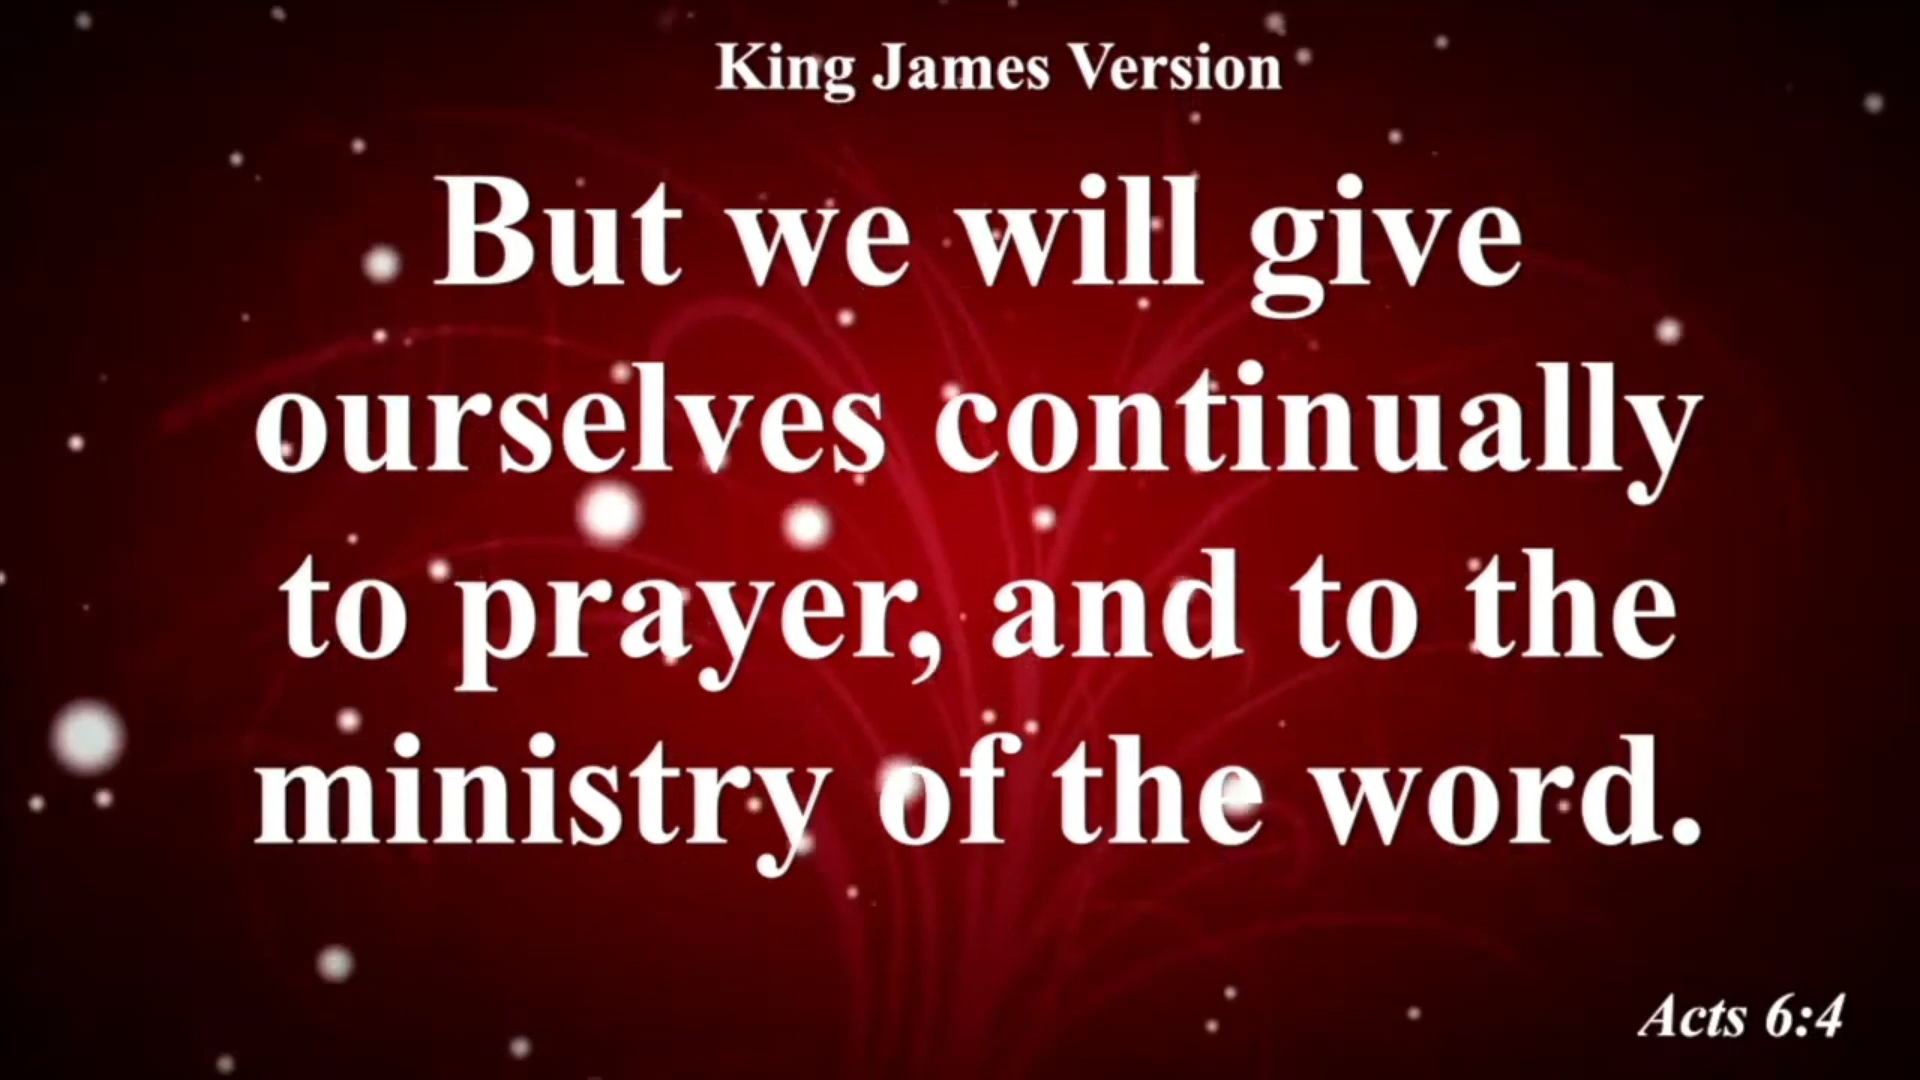 King James Version
But we will give
ourselves continually
to prayer, and to the
ministry of the word.
Acts 6:4